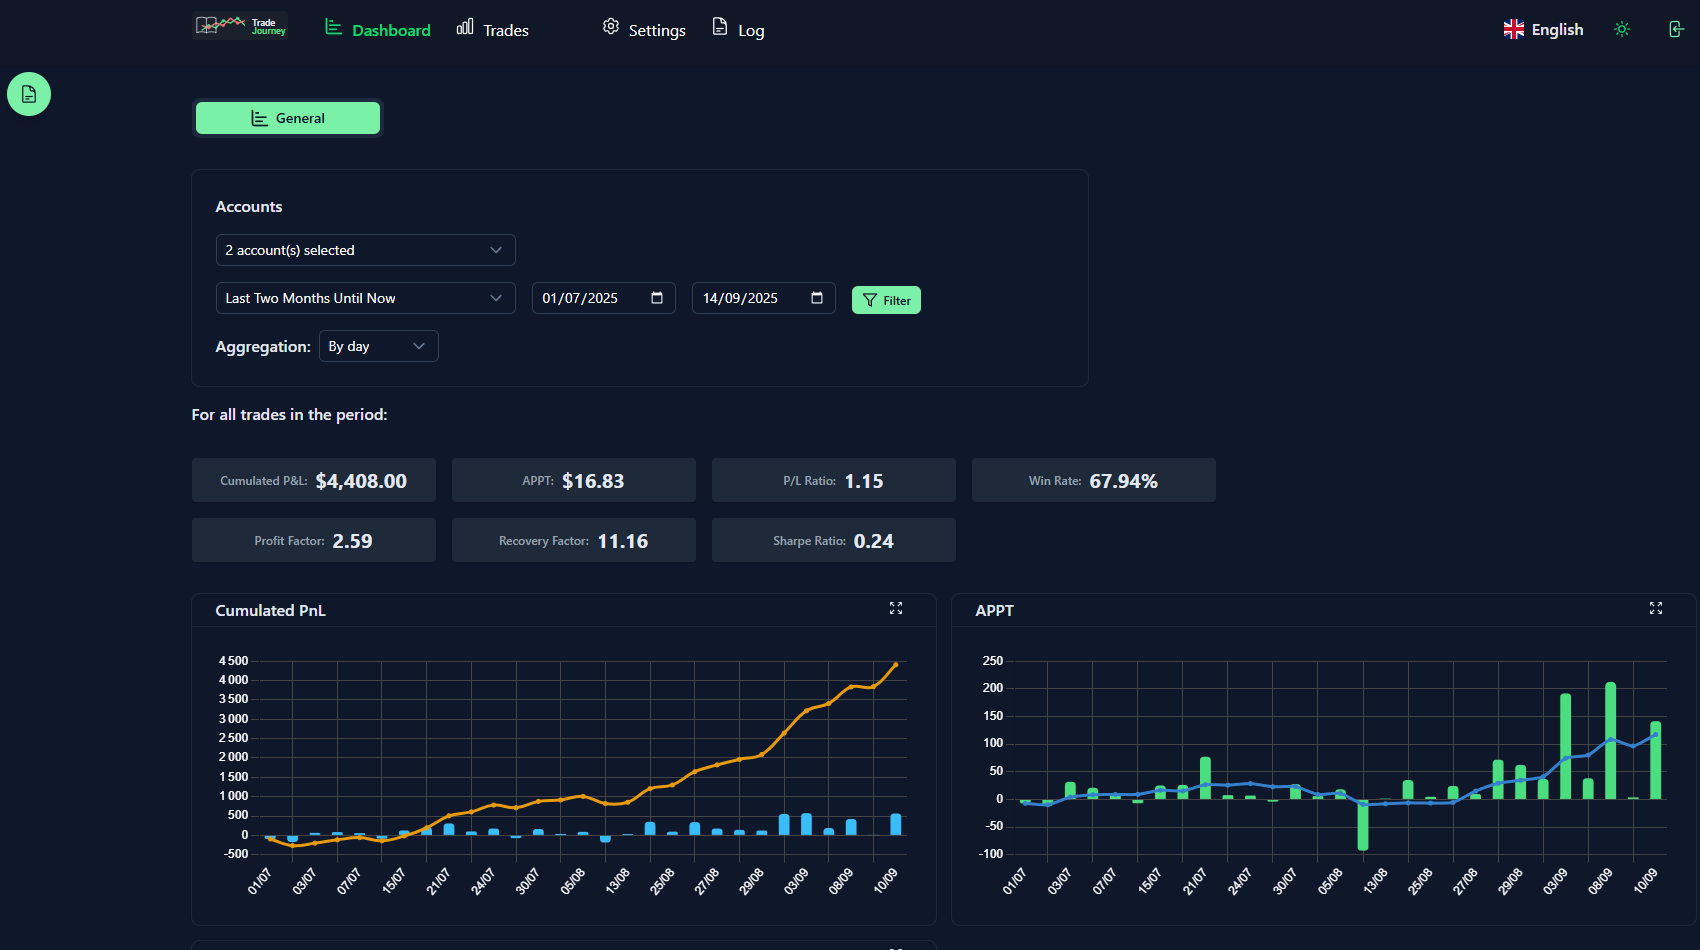 Trade Journey
Dashboard
Trades
Settings
Log
English
General
Accounts
2 account(s) selected
Last Two Months Until Now
01/07/2025
14/09/2025
Filter
Aggregation:
By day
For all trades in the period:
Cumulated P&L: $4,408.00
APPT: $16.83
P/L Ratio: 1.15
Win Rate: 67.94%
Profit Factor: 2.59
Recovery Factor: 11.16
Sharpe Ratio: 0.24
Cumulated PnL
4 500
4 000
3 500
3 000
2 500
2 000
1 500
1 000
500
0
-500
01/07
03/07
07/07
15/07
21/07
24/07
30/07
05/08
13/08
25/08
27/08
29/08
03/09
08/09
10/09
APPT
250
200
150
100
50
0
-50
-100
01/07
03/07
07/07
15/07
21/07
24/07
30/07
05/08
13/08
25/08
27/08
29/08
03/09
08/09
10/09